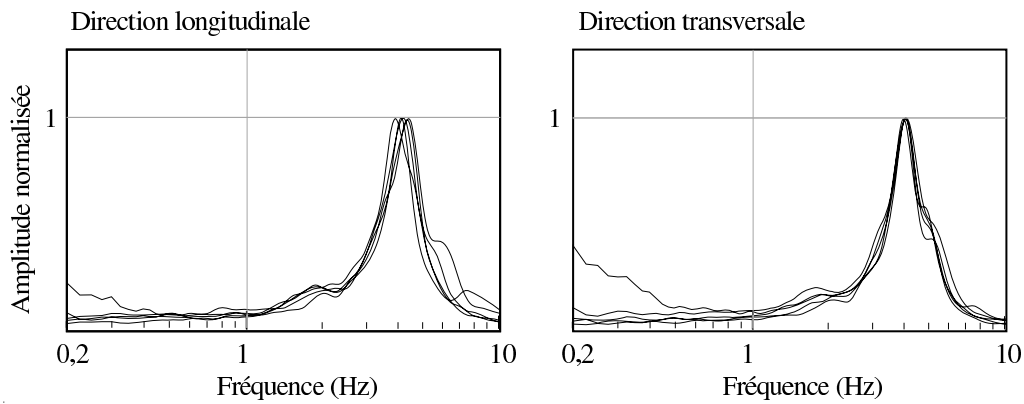 Direction longitudinale
Direction transversale
Amplitude normalisée
1
1
0,2
1
10
0,2
1
10
Fréquence (Hz)
Fréquence (Hz)